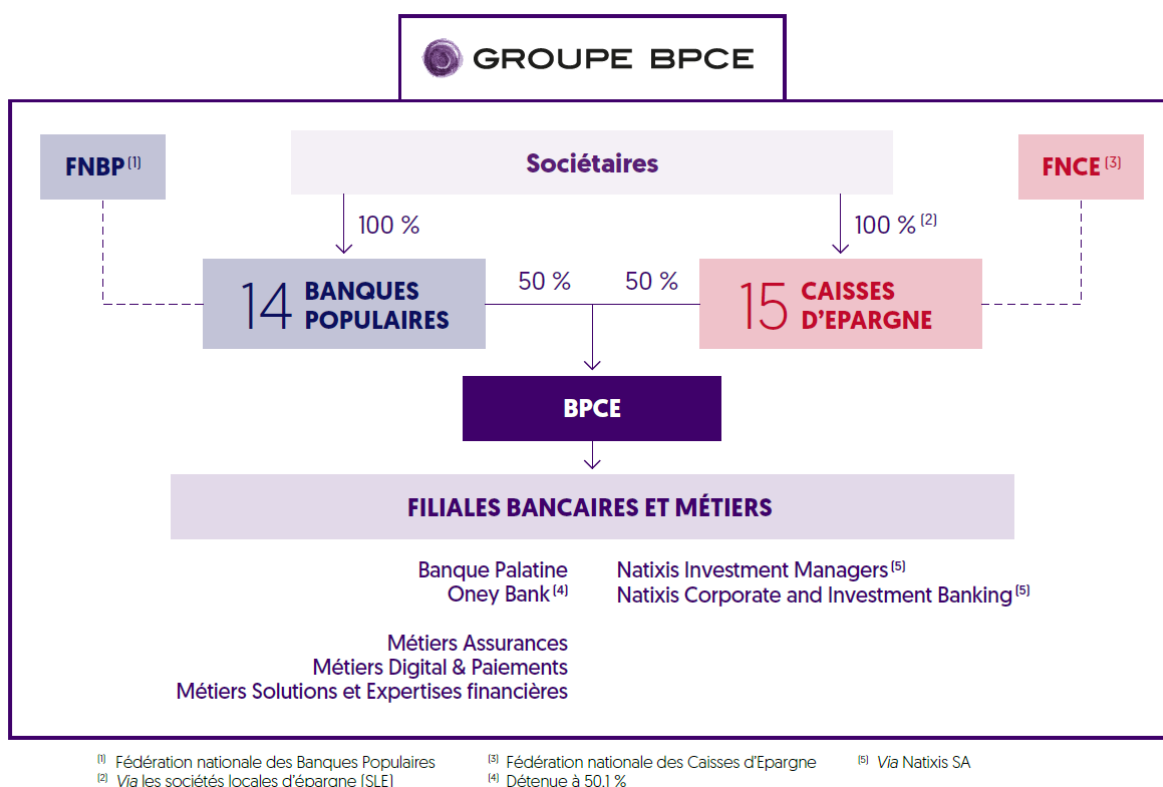 GROUPE BPCE
FNBP (1)
Sociétaires
FNCE (3)
100 %
100 % (2)
14 BANQUES
POPULAIRES
50 %
50 %
15 CAISSES
D'EPARGNE
BPCE
FILIALES BANCAIRES ET MÉTIERS
Banque Palatine
Oney Bank (4)
Natixis Investment Managers (5)
Natixis Corporate and Investment Banking (5)
Métiers Assurances
Métiers Digital & Paiements
Métiers Solutions et Expertises financières
(1) Fédération nationale des Banques Populaires
(2) Via les sociétés locales d'épargne (SLE)
(3) Fédération nationale des Caisses d'Epargne
(4) Détenue à 50,1 %
(5) Via Natixis SA